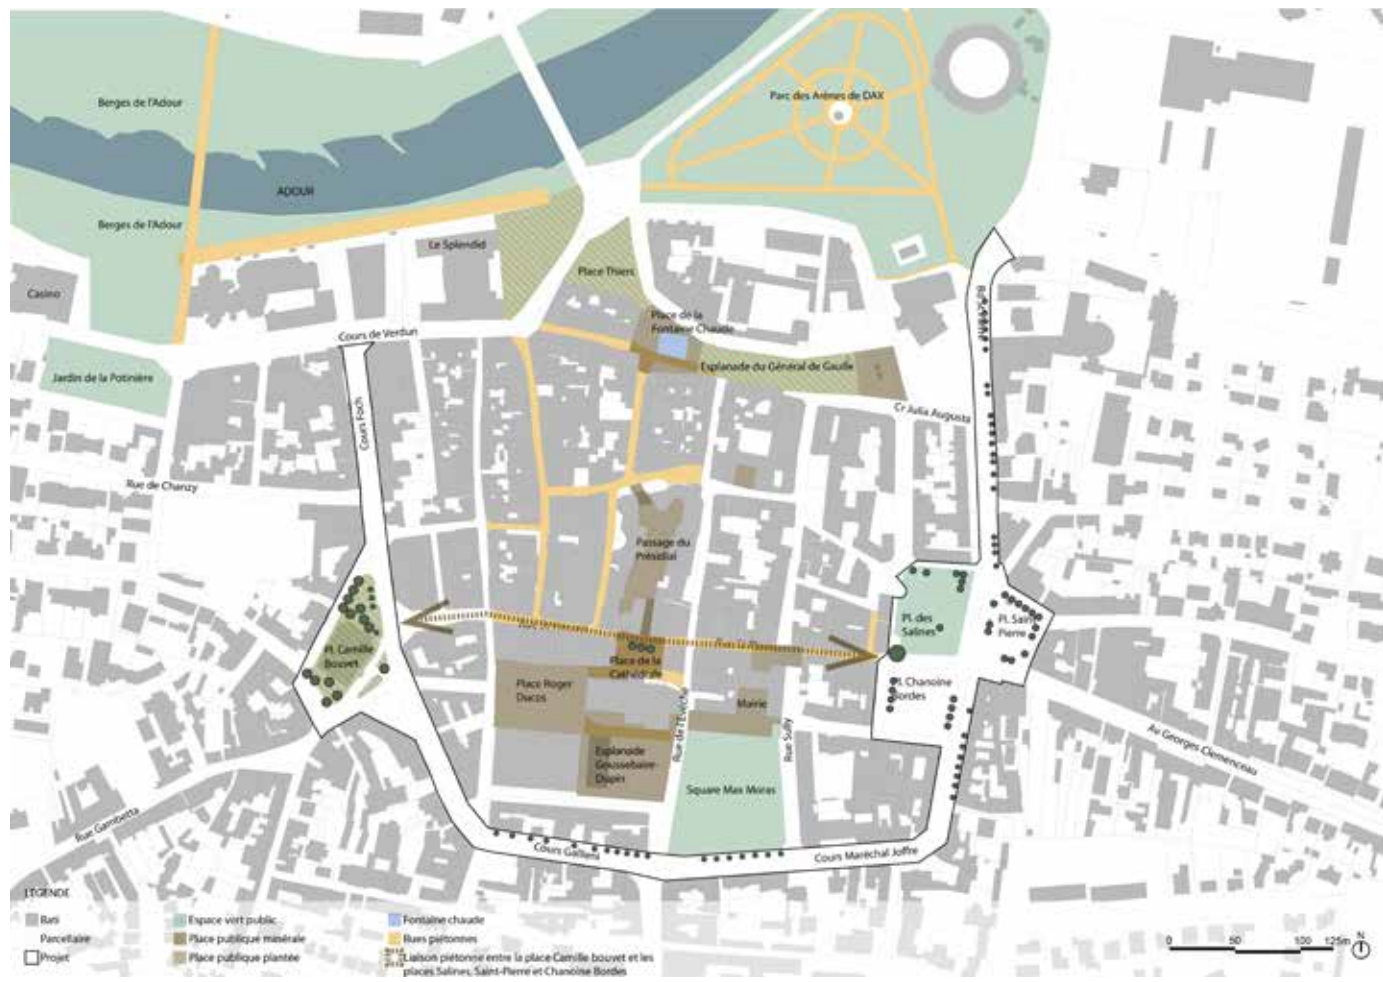 Parc des Arènes de DAX
Berges de l'Adour
ADOUR
Berges de l'Adour
Le Splendid
Place Thiers
Casino
Place de la
Fontaine Chaude
Cours de Verdun
Esplanade du Général de Gaulle
Jardin de la Potinière
Cours Foch
Cr Julia Augusta
Rue de Chanzy
Passage du
Présidial
Pl. des
Salines
Pl. Saint
Pierre
Pl. Camille
Bouvet
Place de la
Cathédrale
Place Roger
Ducos
Pl. Chanoine
Bordes
Mairie
Rue de l'Evêché
Rue Sully
Av Georges Clemenceau
Esplanade
Goussebaire-
Dupin
Square Max Moras
Rue Gambetta
Cours Galliéni
Cours Maréchal Joffre
LEGENDE
Bati
Parcellaire
Projet
Espace vert public
Place publique minérale
Place publique plantée
Fontaine chaude
Rues piétonnes
Liaison piétonne entre la place Camille bouvet et les
places Salines, Saint-Pierre et Chanoine Bordes
0 50 100 125m
N